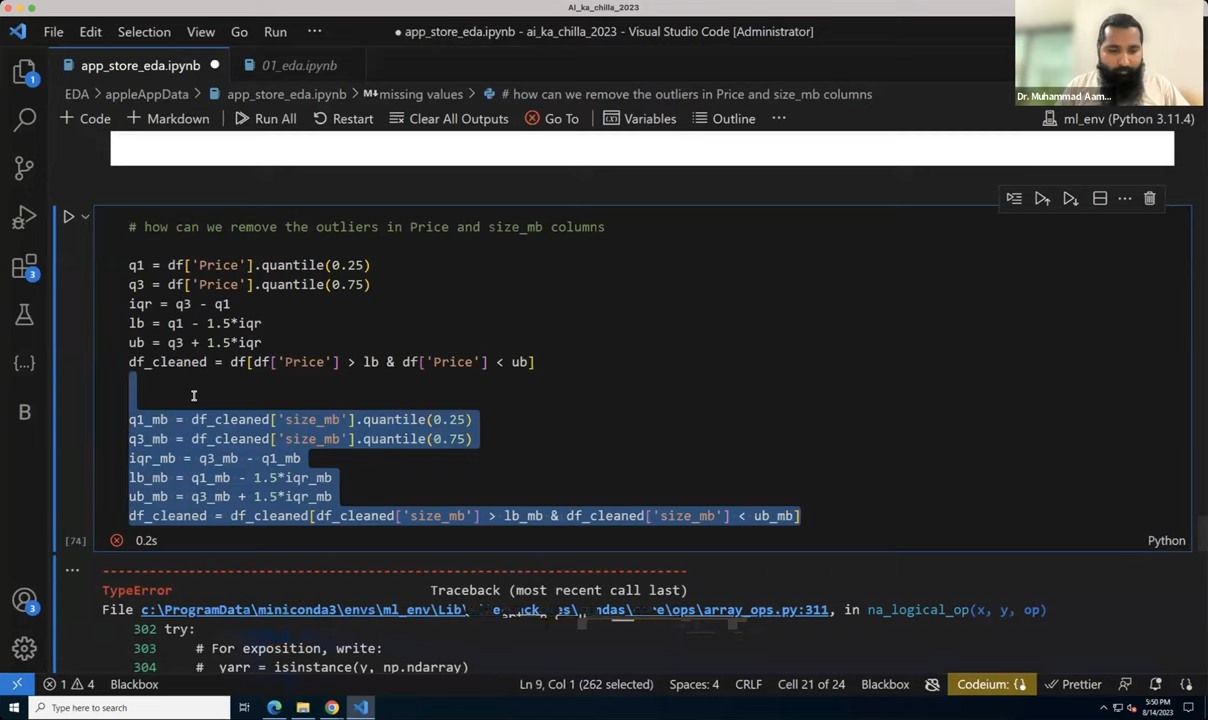 AI_ka_chilla_2023
File Edit Selection View Go Run ··· ● app_store_eda.ipynb - ai_ka_chilla_2023 - Visual Studio Code [Administrator]
app_store_eda.ipynb ● 01_eda.ipynb
Dr. Muhammad Aam...
EDA > appleAppData > app_store_eda.ipynb > M↓missing values > # how can we remove the outliers in Price and size_mb columns
+ Code + Markdown Run All Restart Clear All Outputs Go To Variables Outline ··· ml_env (Python 3.11.4)
# how can we remove the outliers in Price and size_mb columns
q1 = df['Price'].quantile(0.25)
q3 = df['Price'].quantile(0.75)
iqr = q3 - q1
lb = q1 - 1.5*iqr
ub = q3 + 1.5*iqr
df_cleaned = df[df['Price'] > lb & df['Price'] < ub]
q1_mb = df_cleaned['size_mb'].quantile(0.25)
q3_mb = df_cleaned['size_mb'].quantile(0.75)
iqr_mb = q3_mb - q1_mb
lb_mb = q1_mb - 1.5*iqr_mb
ub_mb = q3_mb + 1.5*iqr_mb
df_cleaned = df_cleaned[df_cleaned['size_mb'] > lb_mb & df_cleaned['size_mb'] < ub_mb]
[74] 0.2s Python
---------------------------------------------------------------------------
TypeError Traceback (most recent call last)
File c:\ProgramData\miniconda3\envs\ml_env\Lib\ \ops\array_ops.py:311, in na_logical_op(x, y, op)
302 try:
303 # For exposition, write:
304 # yarr = isinstance(y, np.ndarray)
1
3
3
B
3
1 4 Blackbox Ln 9, Col 1 (262 selected) Spaces: 4 CRLF Cell 21 of 24 Blackbox Codeium: {} Prettier
Type here to search
5:50 PM
8/14/2023